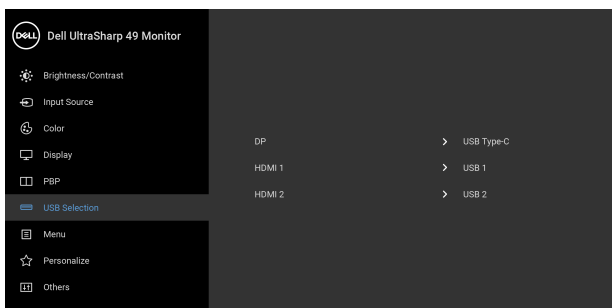 DELL Dell UltraSharp 49 Monitor
Brightness/Contrast
Input Source
Color
Display
PBP
USB Selection
Menu
Personalize
Others
DP > USB Type-C
HDMI 1 > USB 1
HDMI 2 > USB 2